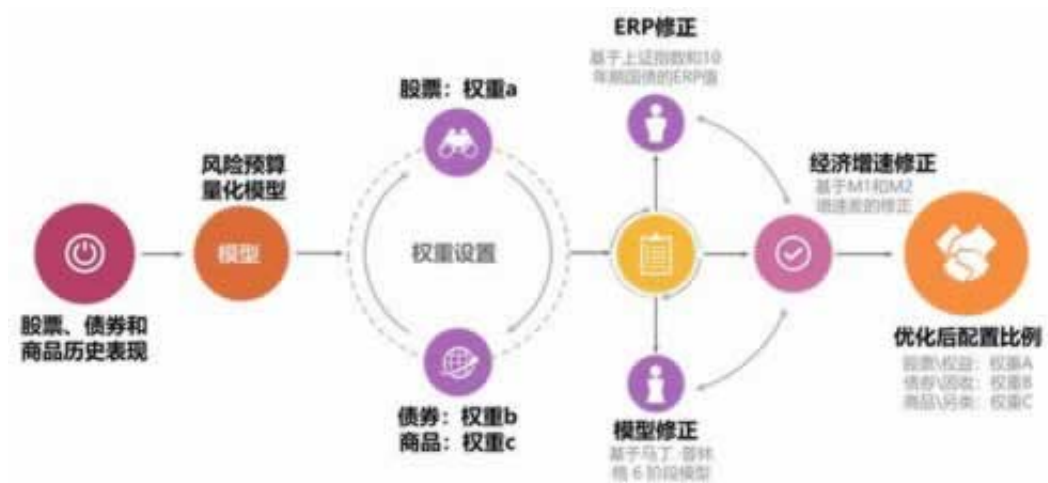 ERP修正
基于上证指数和10
年期国债的ERP值
股票：权重a
风险预算
量化模型
模型
股票、债券和
商品历史表现
权重设置
债券：权重b
商品：权重c
经济增速修正
基于M1和M2
增速差的修正
模型修正
基于马丁·普林
格6阶段模型
优化后配置比例
股票\权益：权重A
债券\固收：权重B
商品\另类：权重C